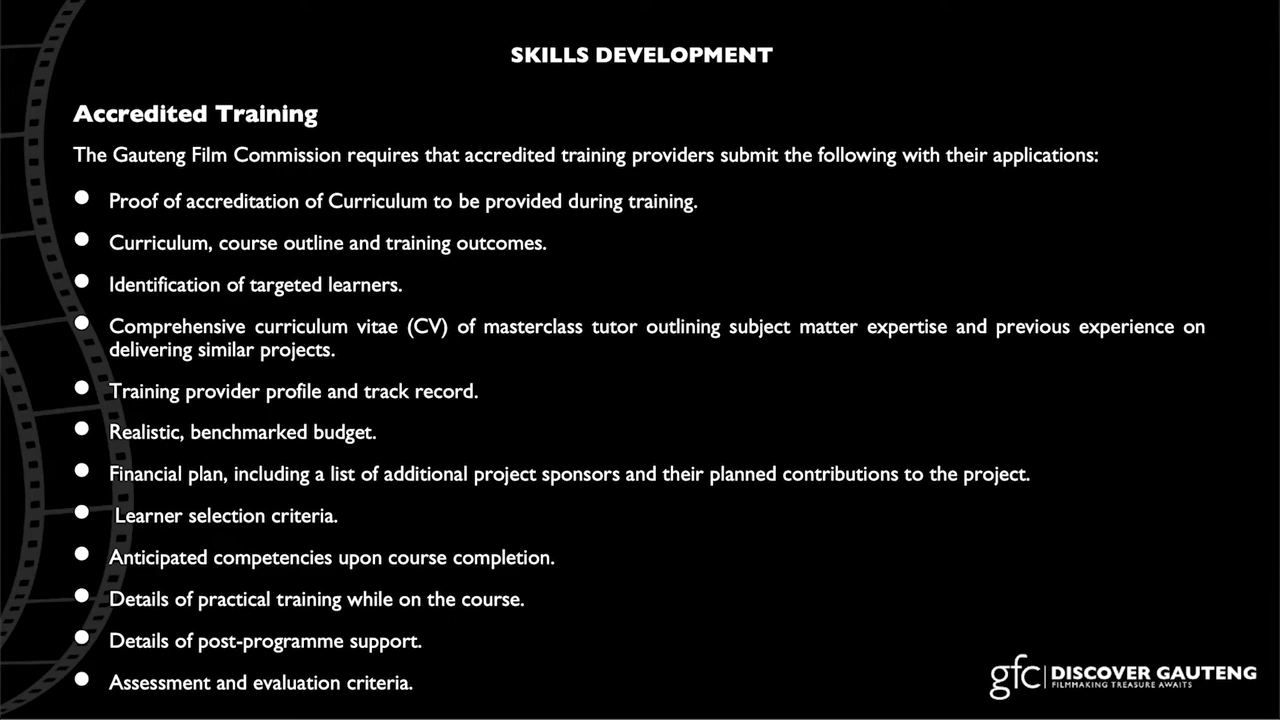 SKILLS DEVELOPMENT
Accredited Training
The Gauteng Film Commission requires that accredited training providers submit the following with their applications:
● Proof of accreditation of Curriculum to be provided during training.
● Curriculum, course outline and training outcomes.
● Identification of targeted learners.
● Comprehensive curriculum vitae (CV) of masterclass tutor outlining subject matter expertise and previous experience on
delivering similar projects.
● Training provider profile and track record.
● Realistic, benchmarked budget.
● Financial plan, including a list of additional project sponsors and their planned contributions to the project.
● Learner selection criteria.
● Anticipated competencies upon course completion.
● Details of practical training while on the course.
● Details of post-programme support.
● Assessment and evaluation criteria.
gfc DISCOVER GAUTENG
FILMMAKING TREASURE AWAITS